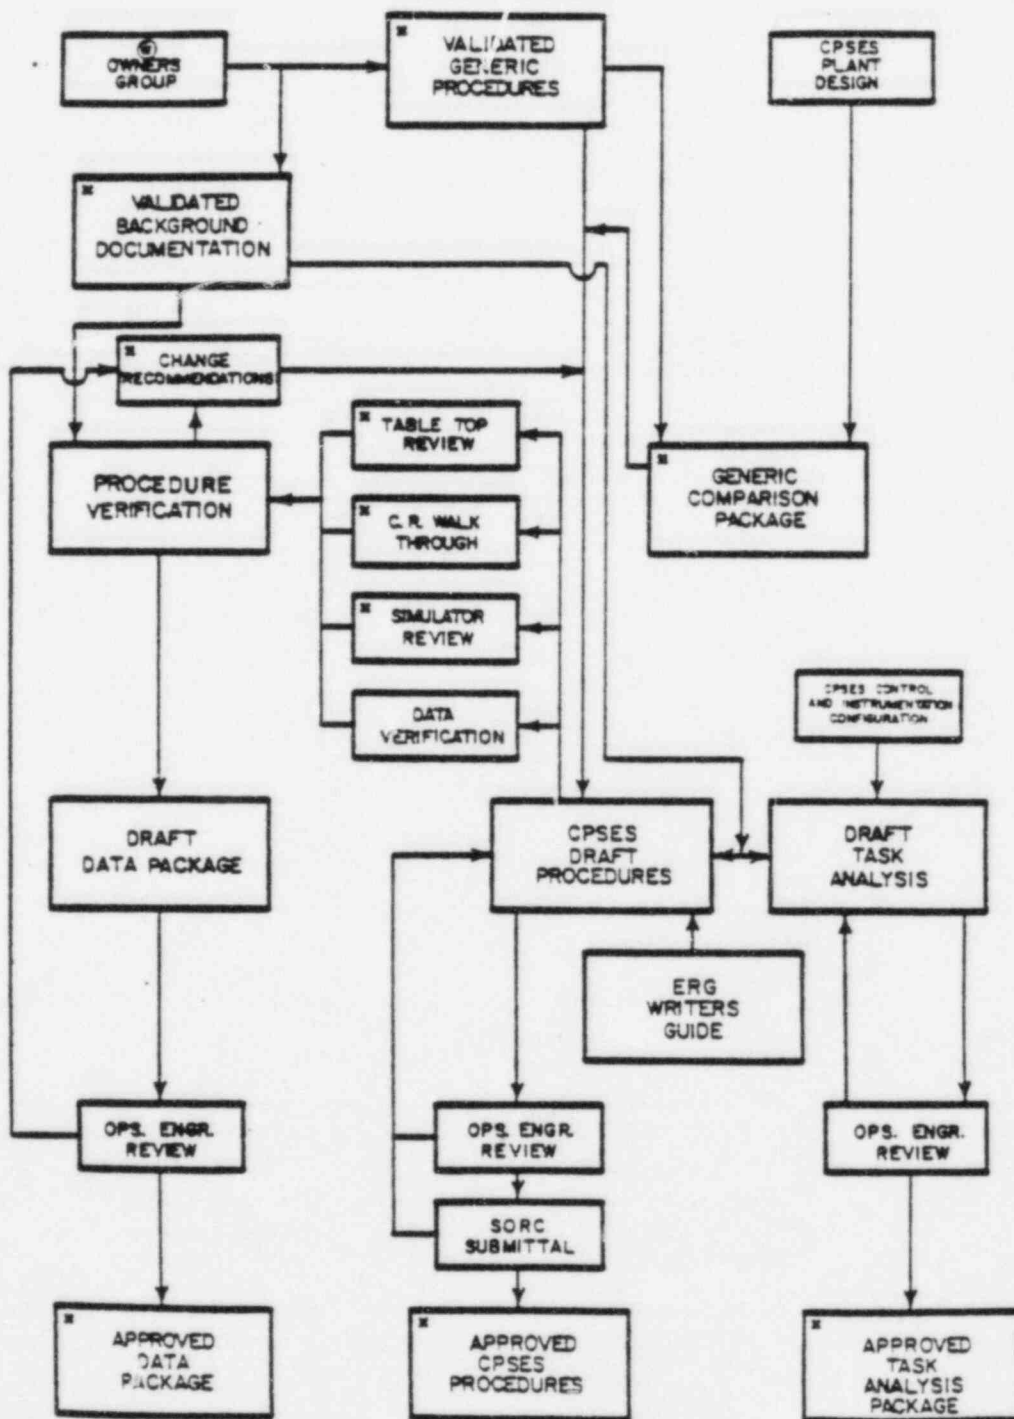 W
OWNERS
GROUP
* VALIDATED
GENERIC
PROCEDURES
CPSES
PLANT
DESIGN
* VALIDATED
BACKGROUND
DOCUMENTATION
* CHANGE
RECOMMENDATIONS
* TABLE TOP
REVIEW
PROCEDURE
VERIFICATION
* GENERIC
COMPARISON
PACKAGE
* C.R. WALK
THROUGH
* SIMULATOR
REVIEW
DATA
VERIFICATION
CPSES CONTROL
AND INSTRUMENTATION
CONFIGURATION
DRAFT
DATA PACKAGE
CPSES
DRAFT
PROCEDURES
DRAFT
TASK
ANALYSIS
ERG
WRITERS
GUIDE
OPS. ENGR.
REVIEW
OPS. ENGR.
REVIEW
OPS. ENGR.
REVIEW
SORC
SUBMITTAL
* APPROVED
DATA
PACKAGE
* APPROVED
CPSES
PROCEDURES
* APPROVED
TASK
ANALYSIS
PACKAGE